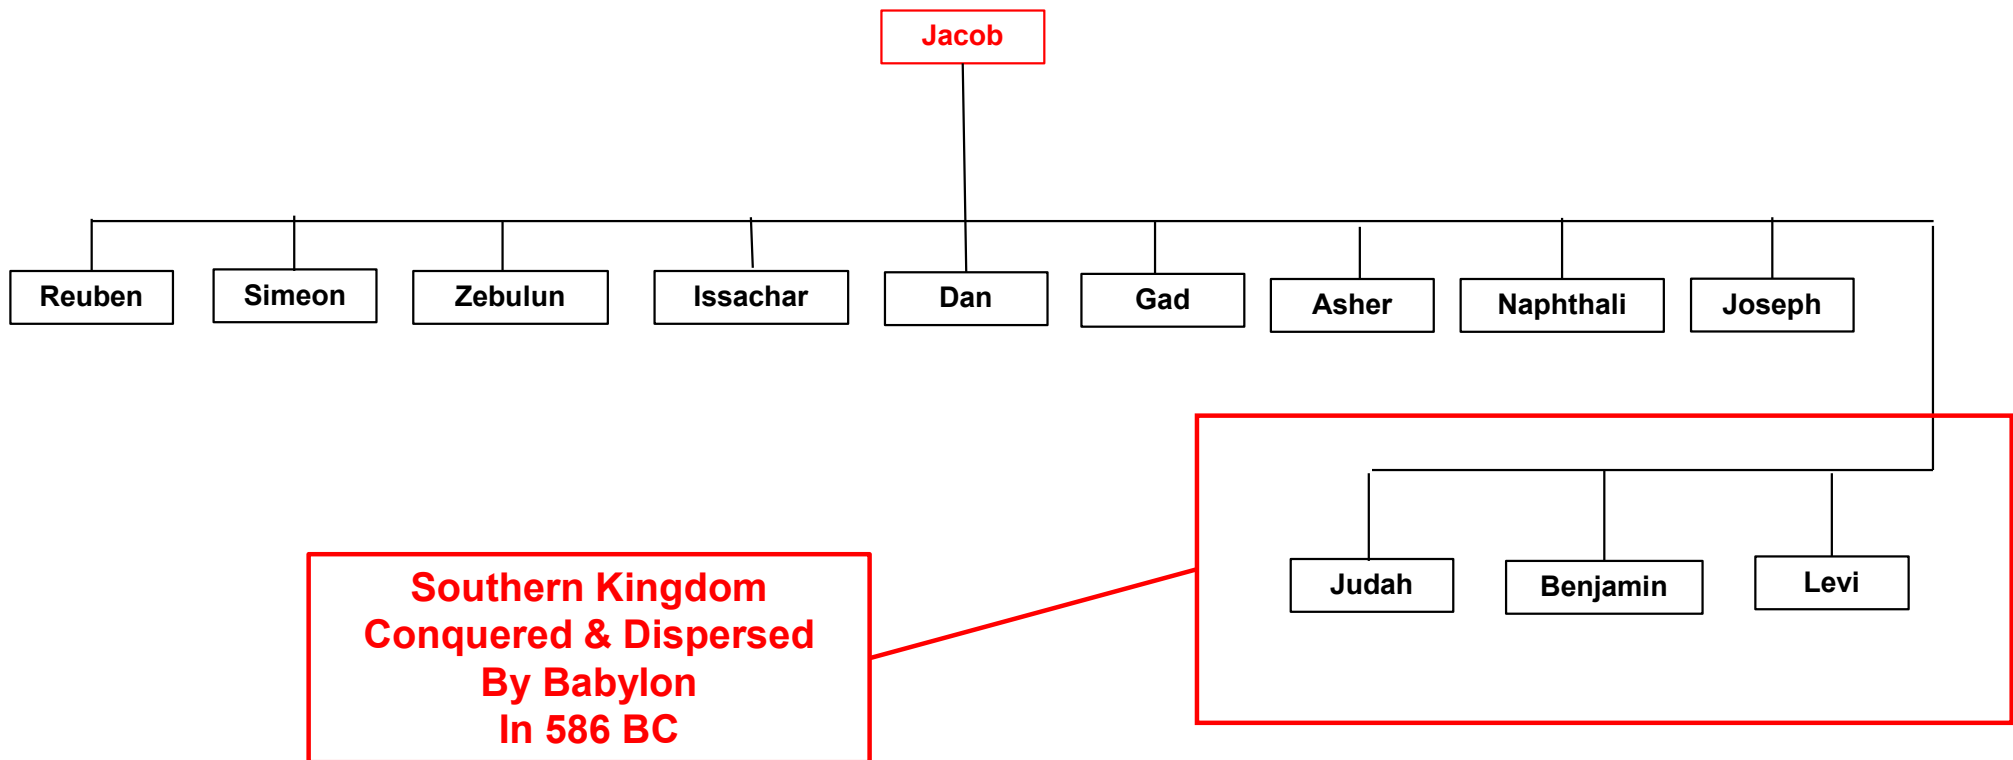 Jacob
Reuben
Simeon
Zebulun
Issachar
Dan
Gad
Asher
Naphthali
Joseph
Judah
Benjamin
Levi
Southern Kingdom
Conquered & Dispersed
By Babylon
In 586 BC